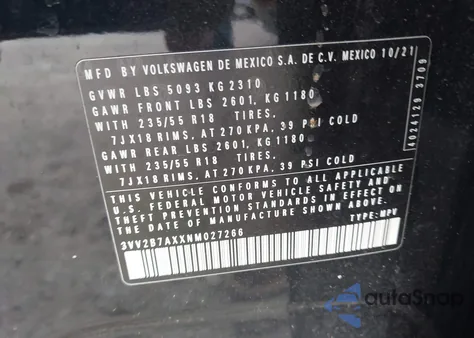 MFD BY VOLKSWAGEN DE MEXICO S.A. DE C.V. MEXICO 10/21
GVWR LBS 5093 KG 2310
GAWR FRONT LBS 2601, KG 1180
WITH 235/55 R18 TIRES.
7JX18 RIMS, AT 270 KPA, 39 PSI COLD
GAWR REAR LBS 2601, KG 1180
WITH 235/55 R18 TIRES.
7JX18 RIMS, AT 270 KPA, 39 PSI COLD
THIS VEHICLE CONFORMS TO ALL APPLICABLE
U.S. FEDERAL MOTOR VEHICLE SAFETY AND
THEFT PREVENTION STANDARDS IN EFFECT ON
THE DATE OF MANUFACTURE SHOWN ABOVE.
3VV2B7AXXNM027266 TYPE: MPV
4024129 3709
autoSnap